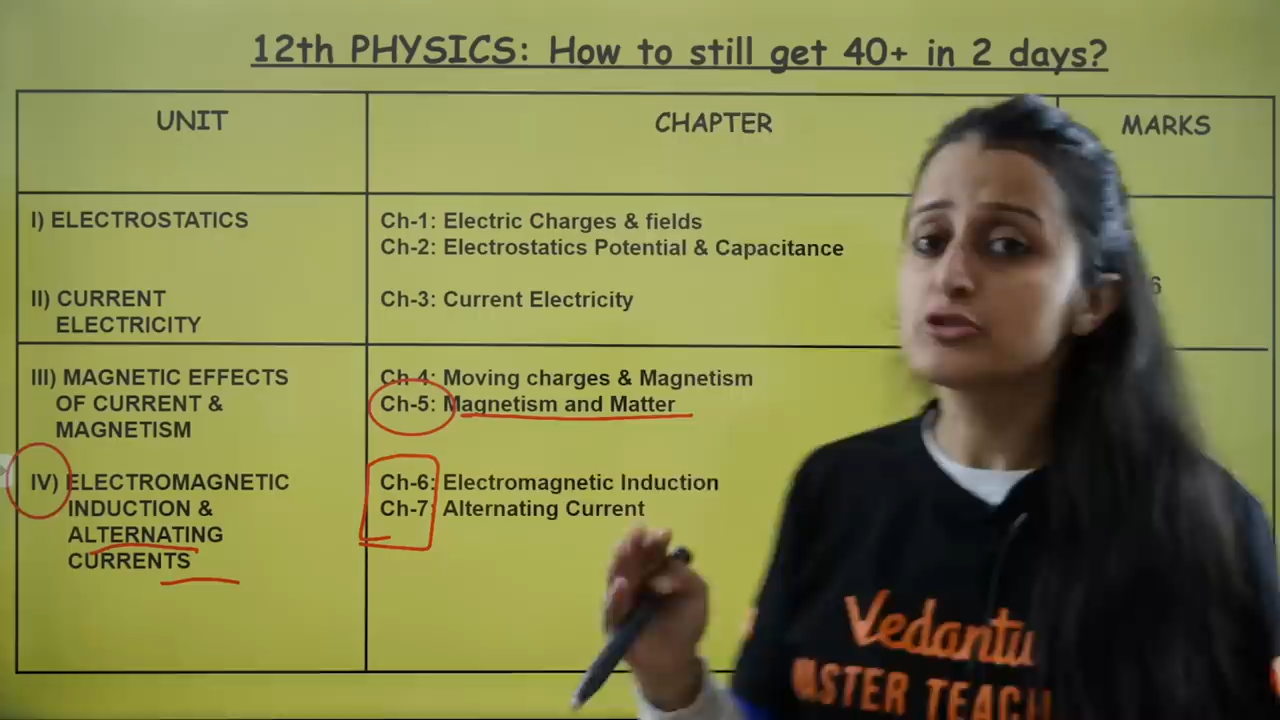 12th PHYSICS: How to still get 40+ in 2 days?
UNIT
CHAPTER
MARKS
I) ELECTROSTATICS
Ch-1: Electric Charges & fields
Ch-2: Electrostatics Potential & Capacitance
II) CURRENT
ELECTRICITY
Ch-3: Current Electricity
6
III) MAGNETIC EFFECTS
OF CURRENT &
MAGNETISM
Ch-4: Moving charges & Magnetism
Ch-5: Magnetism and Matter
IV) ELECTROMAGNETIC
INDUCTION &
ALTERNATING
CURRENTS
Ch-6: Electromagnetic Induction
Ch-7: Alternating Current
Vedantu
MASTER TEACH